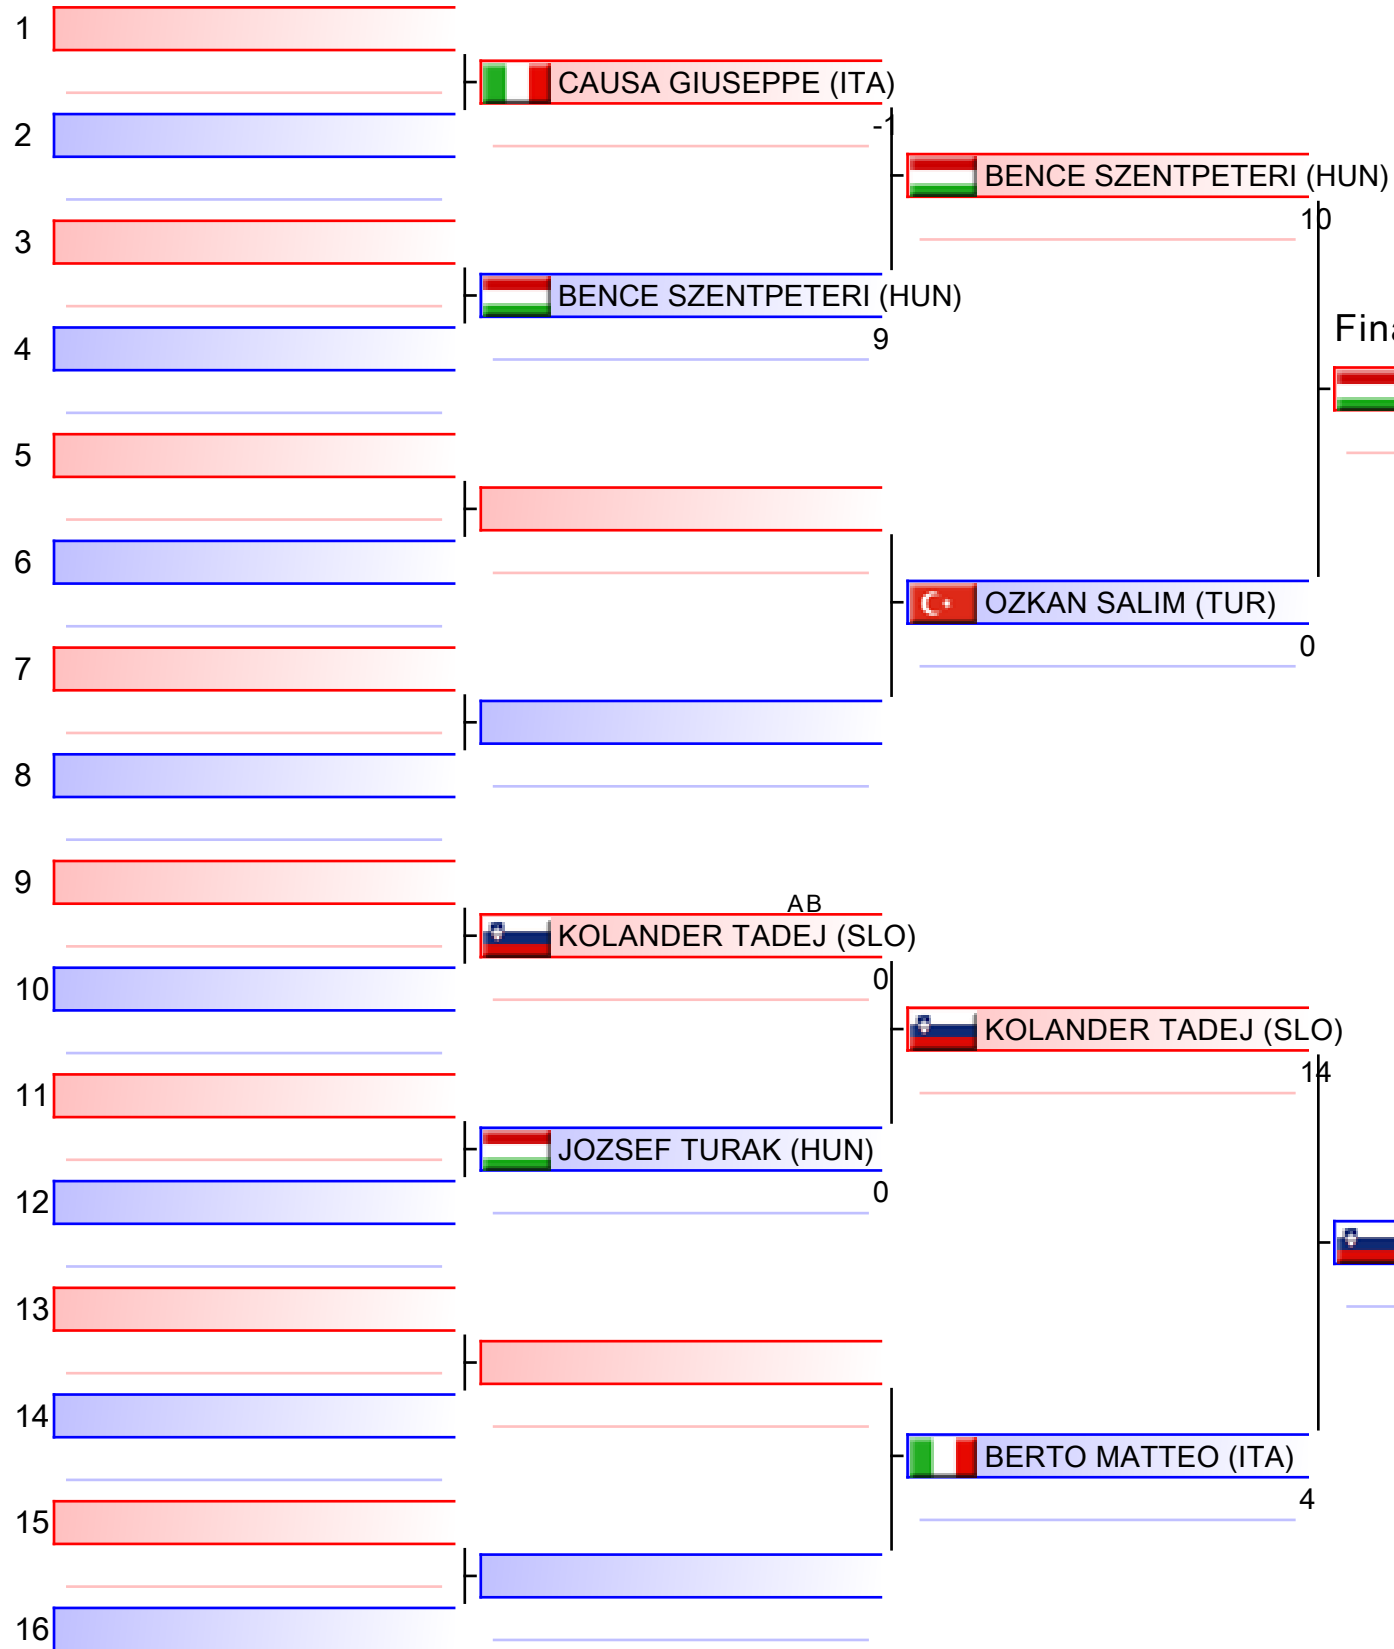 1
CAUSA GIUSEPPE (ITA)
-1
2
BENCE SZENTPETERI (HUN)
10
3
BENCE SZENTPETERI (HUN)
9
4
5
6
OZKAN SALIM (TUR)
0
7
8
9
AB
KOLANDER TADEJ (SLO)
0
10
KOLANDER TADEJ (SLO)
14
11
JOZSEF TURAK (HUN)
0
12
13
14
BERTO MATTEO (ITA)
4
15
16